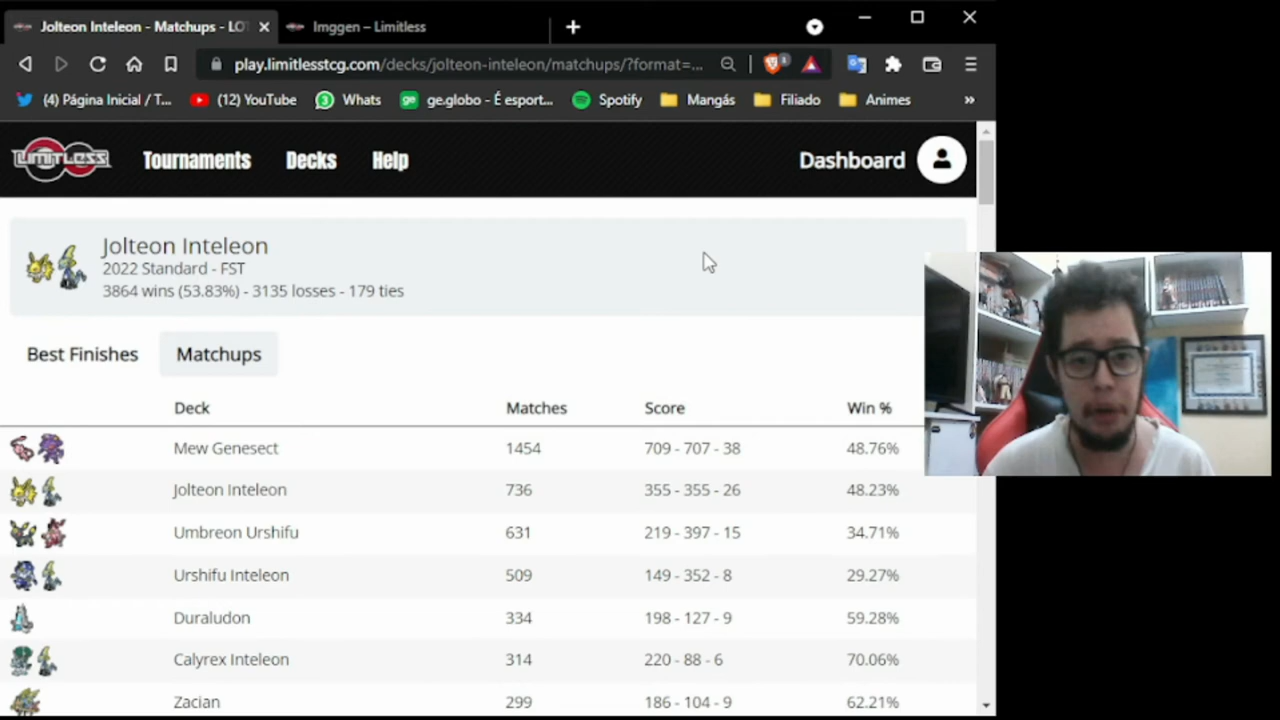 Jolteon Inteleon - Matchups - LO
Imggen – Limitless
play.limitlesstcg.com/decks/jolteon-inteleon/matchups/?format=...
1
(4) Página Inicial / T...
(12) YouTube
Whats
ge.globo - É esport...
Spotify
Mangás
Filiado
Animes
»
LIMITLESS
Tournaments
Decks
Help
Dashboard
Jolteon Inteleon
2022 Standard - FST
3864 wins (53.83%) - 3135 losses - 179 ties
Best Finishes
Matchups
Deck Matches Score Win %
Mew Genesect 1454 709 - 707 - 38 48.76%
Jolteon Inteleon 736 355 - 355 - 26 48.23%
Umbreon Urshifu 631 219 - 397 - 15 34.71%
Urshifu Inteleon 509 149 - 352 - 8 29.27%
Duraludon 334 198 - 127 - 9 59.28%
Calyrex Inteleon 314 220 - 88 - 6 70.06%
Zacian 299 186 - 104 - 9 62.21%